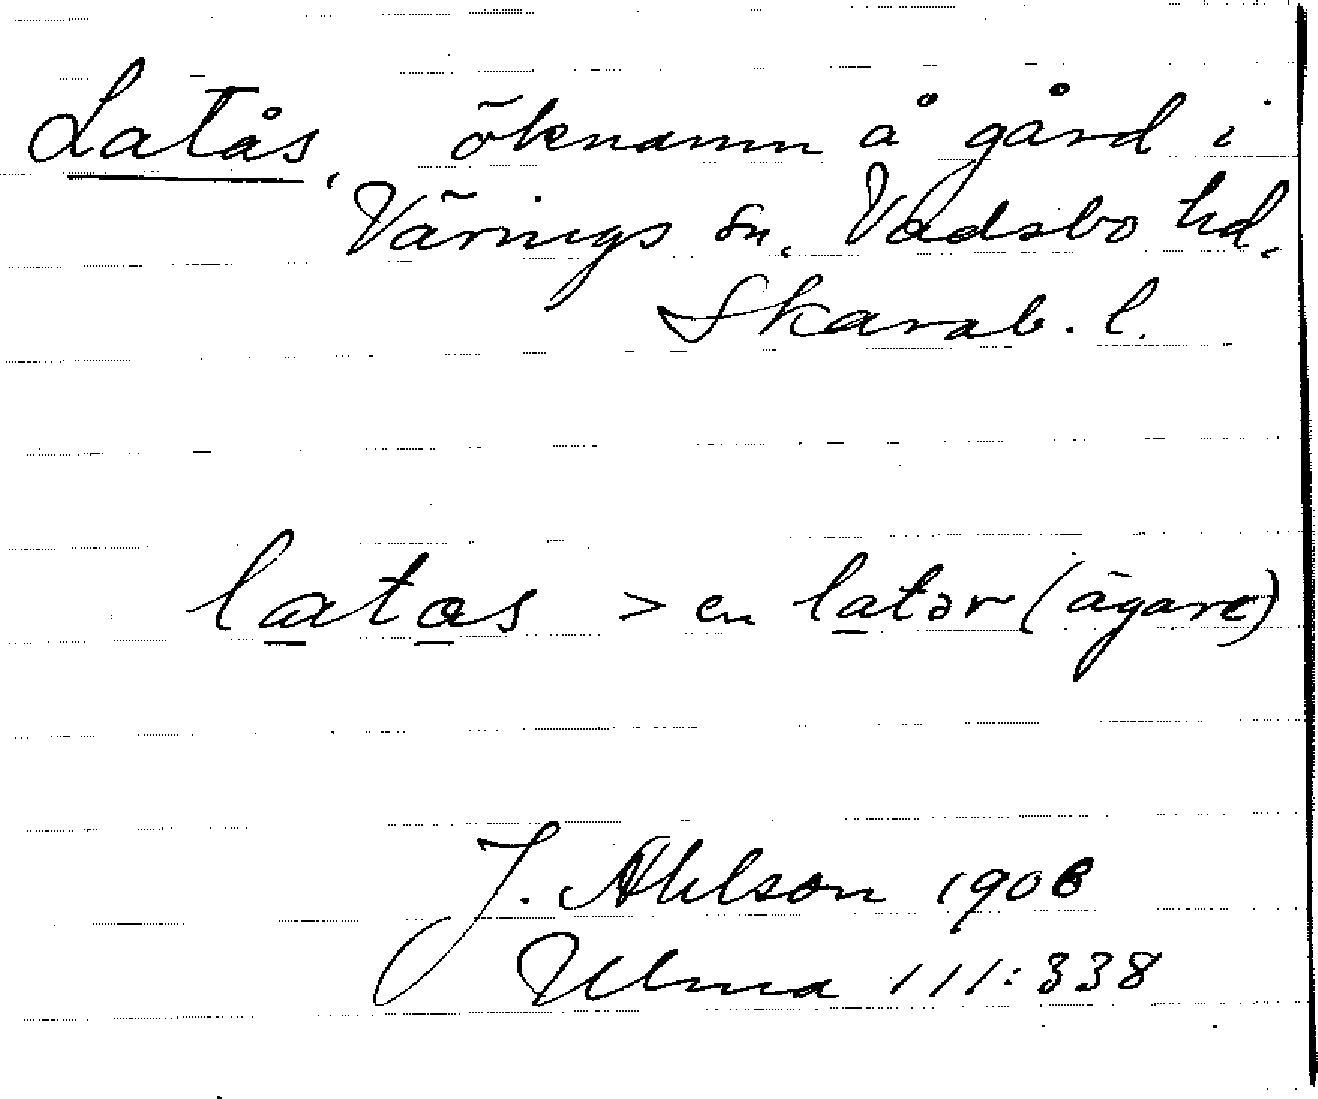 Latås, öknamn å gård i
Värings sn. Vadsbo hd.
Skarab. l.
latas > en latər (ägare)
J. Ahlson 1906
Ulma 111:338